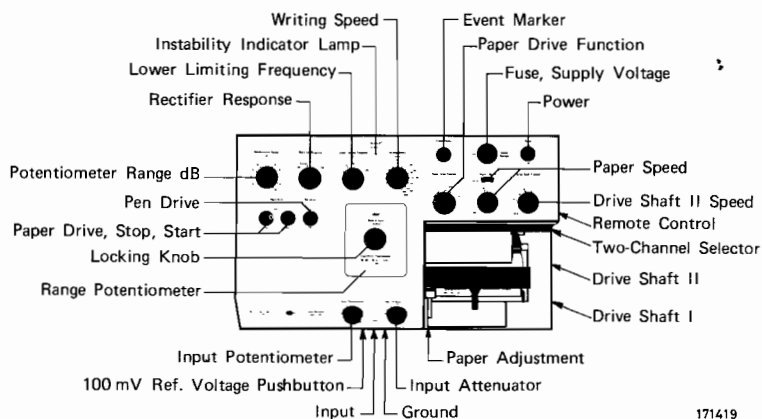 Writing Speed
Instability Indicator Lamp
Lower Limiting Frequency
Rectifier Response
Potentiometer Range dB
Pen Drive
Paper Drive, Stop, Start
Locking Knob
Range Potentiometer
Input Potentiometer
100 mV Ref. Voltage Pushbutton
Input
Event Marker
Paper Drive Function
Fuse, Supply Voltage
Power
Paper Speed
Drive Shaft II Speed
Remote Control
Two-Channel Selector
Drive Shaft II
Drive Shaft I
Paper Adjustment
Input Attenuator
Ground
171419